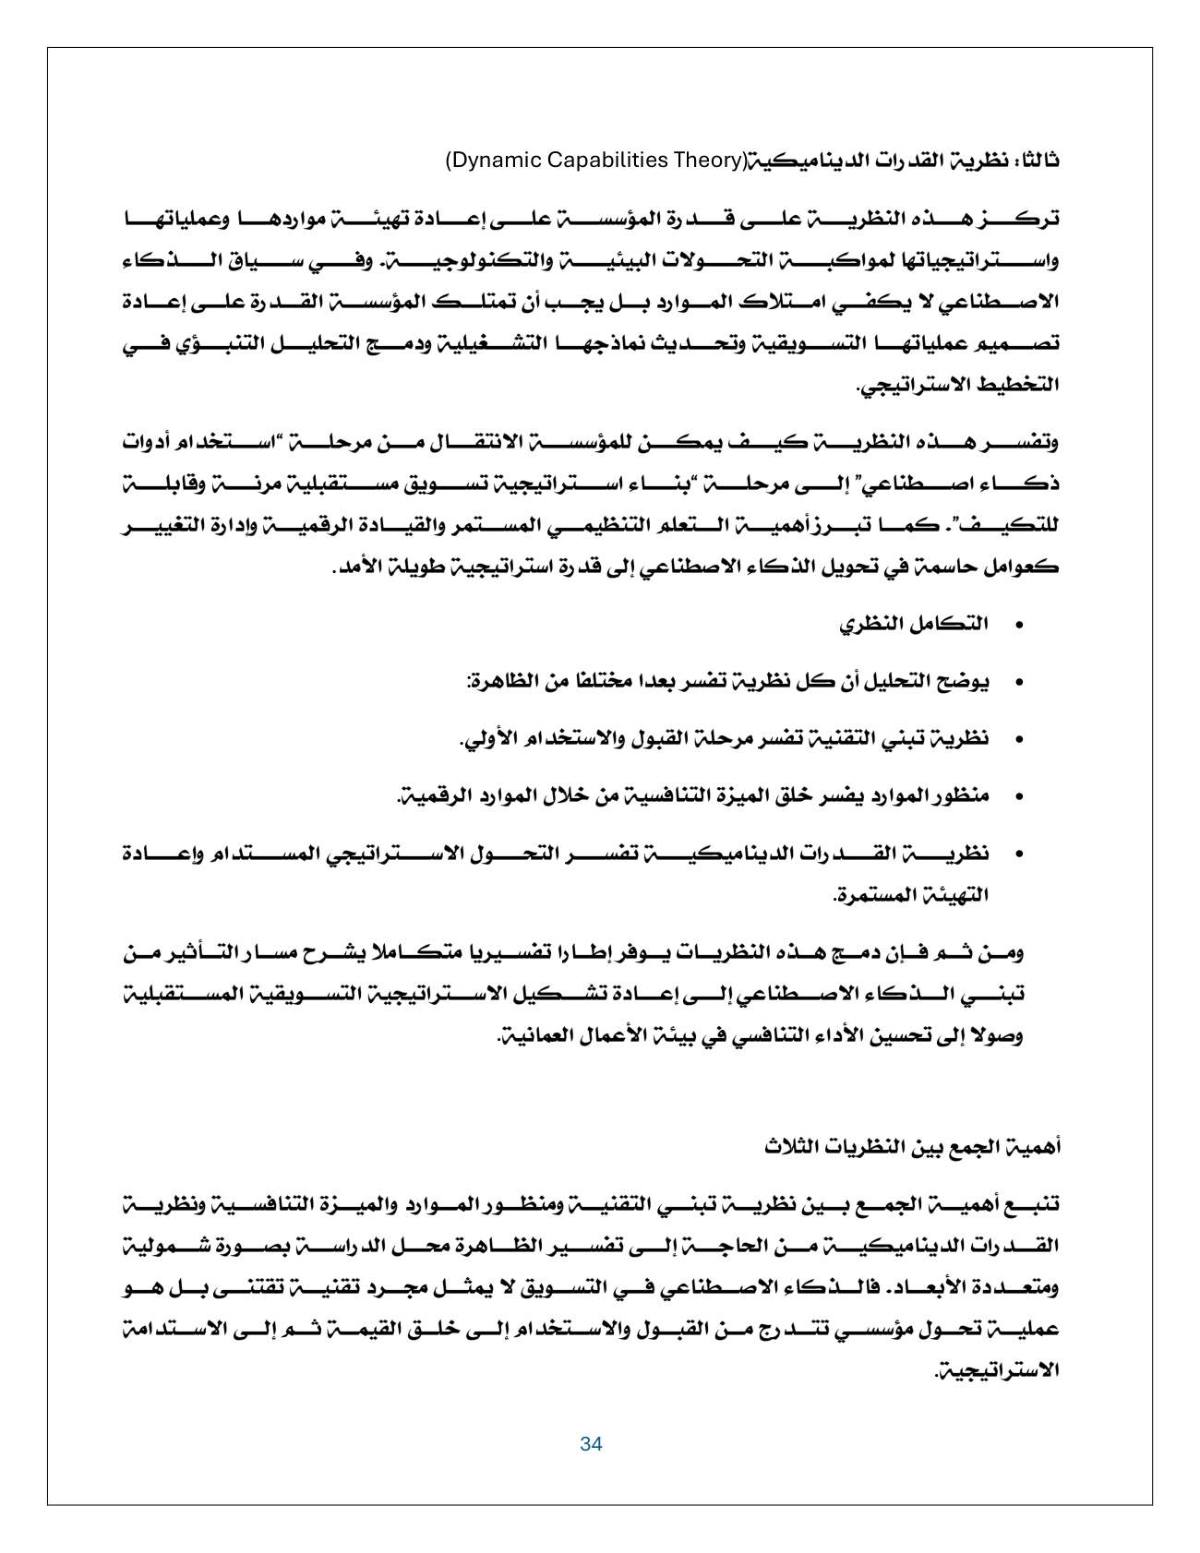 ثالثا: نظرية القدرات الديناميكية(Dynamic Capabilities Theory)
تركز هذه النظرية على قدرة المؤسسة على إعادة تهيئة مواردها وعملياتها
واستراتيجياتها لمواكبة التحولات البيئية والتكنولوجية. وفي سياق الذكاء
الاصطناعي لا يكفي امتلاك الموارد بل يجب أن تمتلك المؤسسة القدرة على إعادة
تصميم عملياتها التسويقية وتحديث نماذجها التشغيلية ودمج التحليل التنبؤي في
التخطيط الاستراتيجي.
وتفسر هذه النظرية كيف يمكن للمؤسسة الانتقال من مرحلة "استخدام أدوات
ذكاء اصطناعي" إلى مرحلة "بناء استراتيجية تسويق مستقبلية مرنة وقابلة
للتكيف". كما تبرز أهمية التعلم التنظيمي المستمر والقيادة الرقمية وإدارة التغيير
كعوامل حاسمة في تحويل الذكاء الاصطناعي إلى قدرة استراتيجية طويلة الأمد.
• التكامل النظري
• يوضح التحليل أن كل نظرية تفسر بعدا مختلفا من الظاهرة:
• نظرية تبني التقنية تفسر مرحلة القبول والاستخدام الأولي.
• منظور الموارد يفسر خلق الميزة التنافسية من خلال الموارد الرقمية.
• نظرية القدرات الديناميكية تفسر التحول الاستراتيجي المستدام وإعادة
التهيئة المستمرة.
ومن ثم فإن دمج هذه النظريات يوفر إطارا تفسيريا متكاملا يشرح مسار التأثير من
تبني الذكاء الاصطناعي إلى إعادة تشكيل الاستراتيجية التسويقية المستقبلية
وصولا إلى تحسين الأداء التنافسي في بيئة الأعمال العمانية.
أهمية الجمع بين النظريات الثلاث
تنبع أهمية الجمع بين نظرية تبني التقنية ومنظور الموارد والميزة التنافسية ونظرية
القدرات الديناميكية من الحاجة إلى تفسير الظاهرة محل الدراسة بصورة شمولية
ومتعددة الأبعاد. فالذكاء الاصطناعي في التسويق لا يمثل مجرد تقنية تقتنى بل هو
عملية تحول مؤسسي تتدرج من القبول والاستخدام إلى خلق القيمة ثم إلى الاستدامة
الاستراتيجية.
34